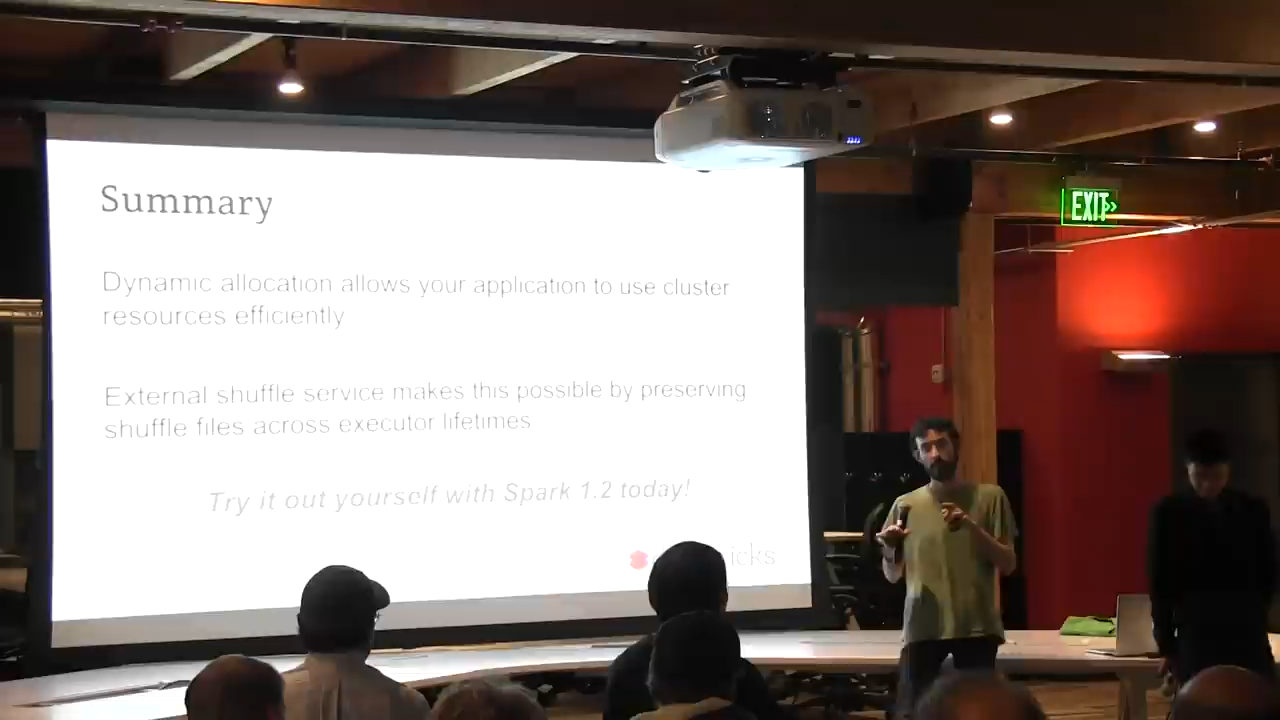 Summary
Dynamic allocation allows your application to use cluster
resources efficiently
External shuffle service makes this possible by preserving
shuffle files across executor lifetimes
Try it out yourself with Spark 1.2 today!
EXIT